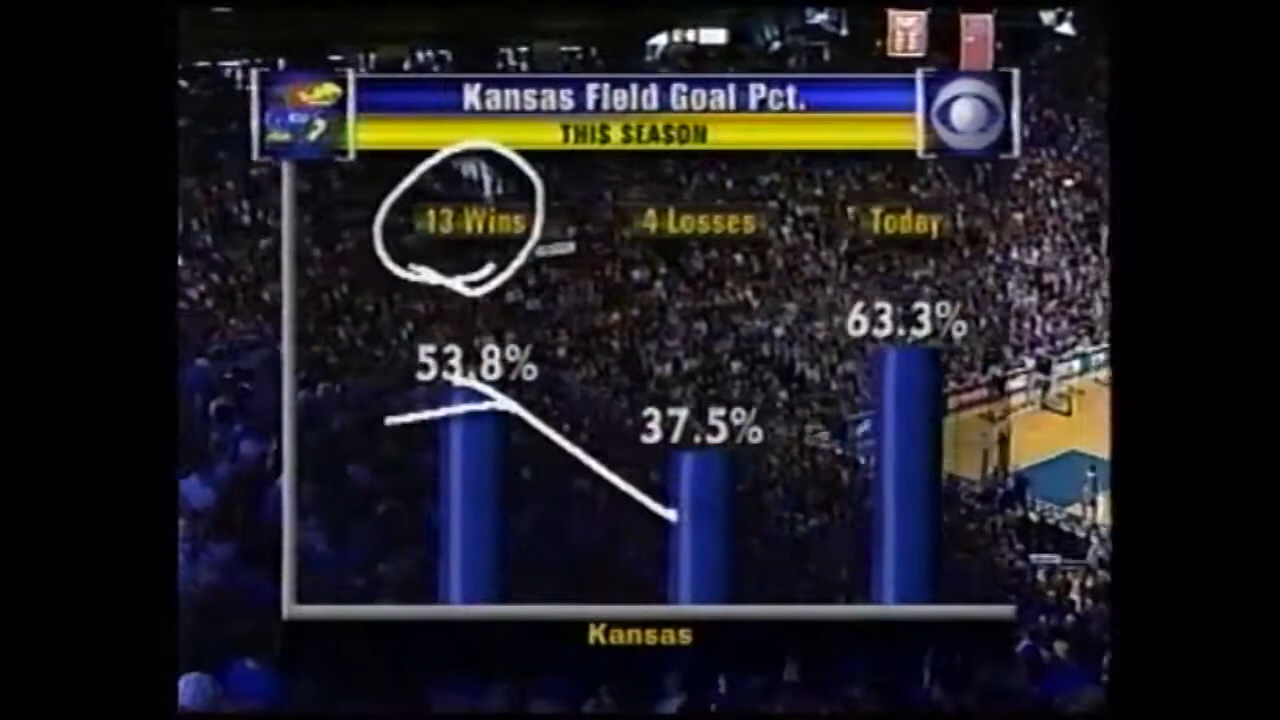 Kansas Field Goal Pct.
THIS SEASON
13 Wins
4 Losses
Today
53.8%
37.5%
63.3%
Kansas